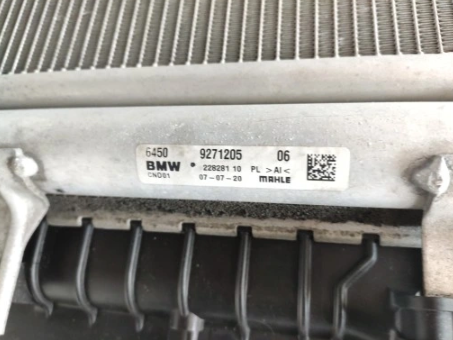 6450 9271205 06
BMW • 228281 10 PL >Al<
CND01 07-07-20 MAHLE